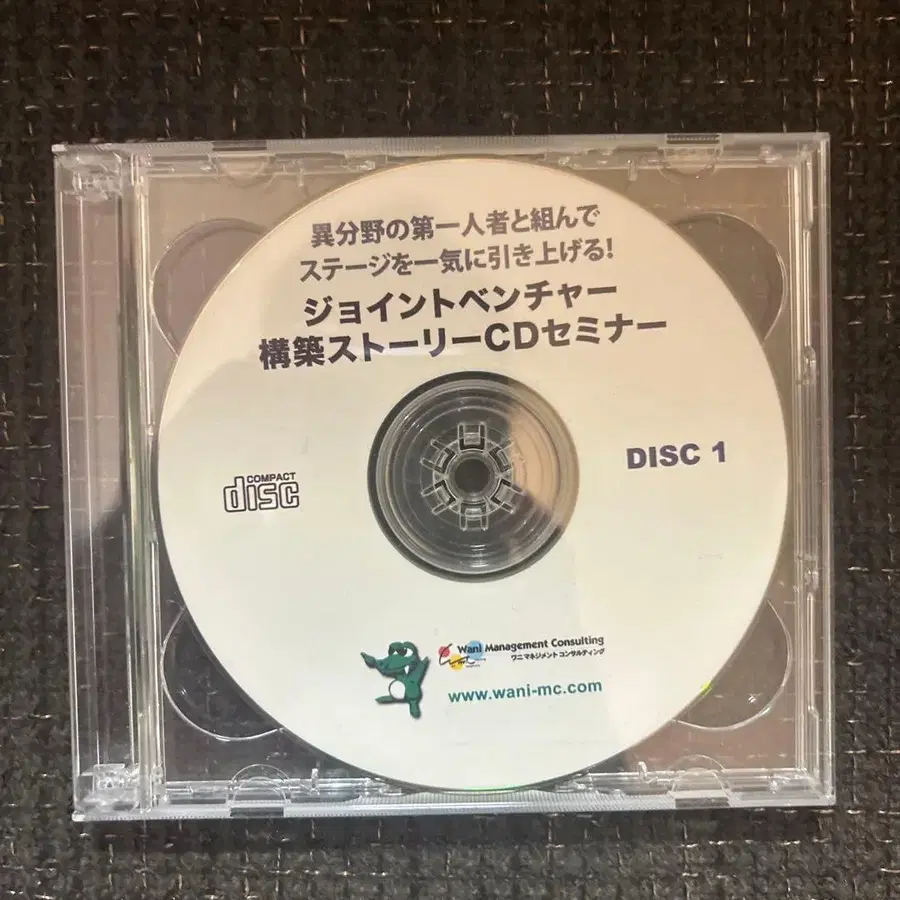 異分野の第一人者と組んで
ステージを一気に引き上げる!
ジョイントベンチャー
構築ストーリーCDセミナー
DISC 1
COMPACT
disc
Wani Management Consulting
ワニ マネジメント コンサルティング
www.wani-mc.com